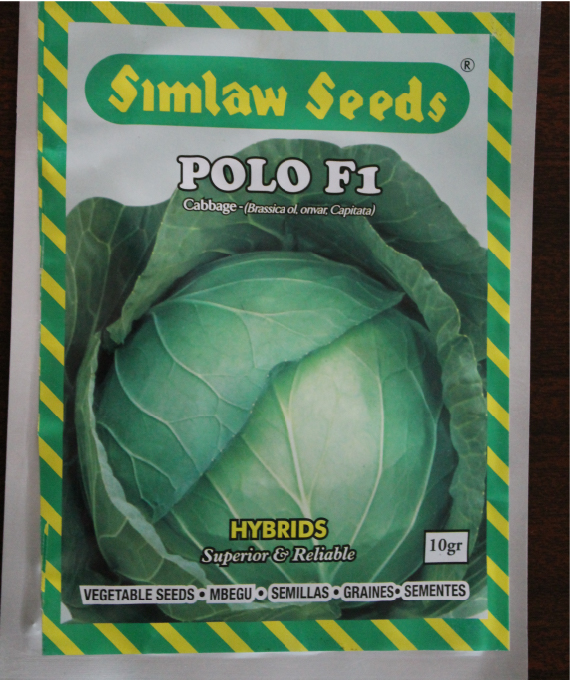 Simlaw Seeds ®
POLO F1
Cabbage - (Brassica ol, onvar, Capitata)
HYBRIDS
Superior & Reliable
10gr
VEGETABLE SEEDS • MBEGU • SEMILLAS • GRAINES • SEMENTES